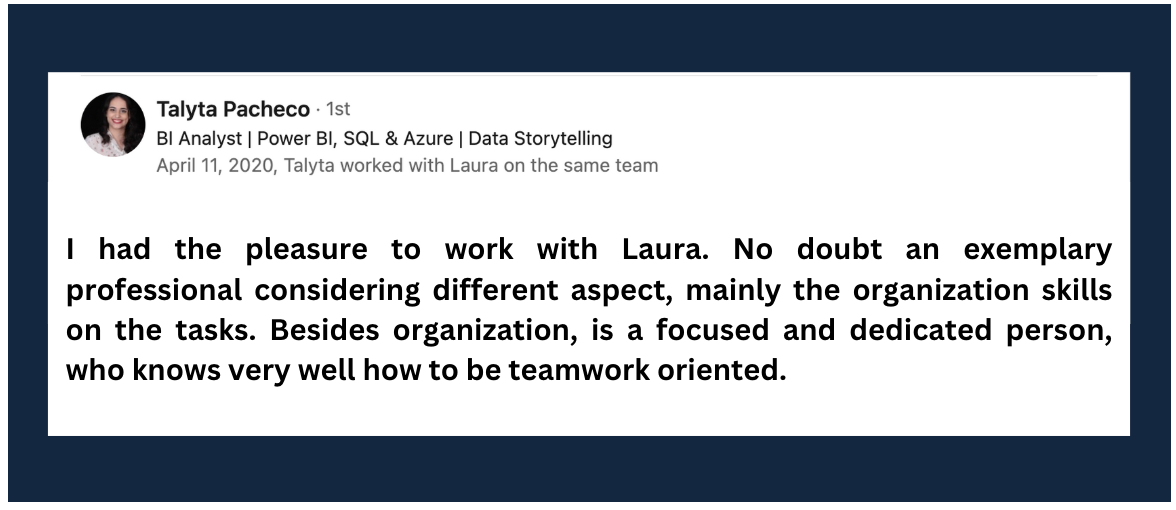 Talyta Pacheco · 1st
BI Analyst | Power BI, SQL & Azure | Data Storytelling
April 11, 2020, Talyta worked with Laura on the same team
I had the pleasure to work with Laura. No doubt an exemplary
professional considering different aspect, mainly the organization skills
on the tasks. Besides organization, is a focused and dedicated person,
who knows very well how to be teamwork oriented.